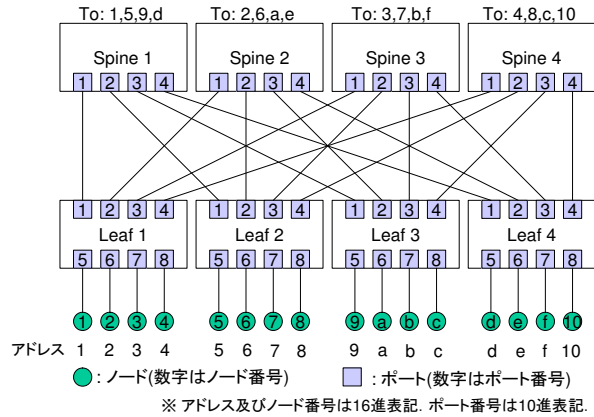 To: 1,5,9,d To: 2,6,a,e To: 3,7,b,f To: 4,8,c,10
Spine 1 Spine 2 Spine 3 Spine 4
1 2 3 4 1 2 3 4 1 2 3 4 1 2 3 4
1 2 3 4 1 2 3 4 1 2 3 4 1 2 3 4
Leaf 1 Leaf 2 Leaf 3 Leaf 4
5 6 7 8 5 6 7 8 5 6 7 8 5 6 7 8
1 2 3 4 5 6 7 8 9 a b c d e f 10
アドレス 1 2 3 4 5 6 7 8 9 a b c d e f 10
: ノード(数字はノード番号) : ポート(数字はポート番号)
※ アドレス及びノード番号は16進表記. ポート番号は10進表記.